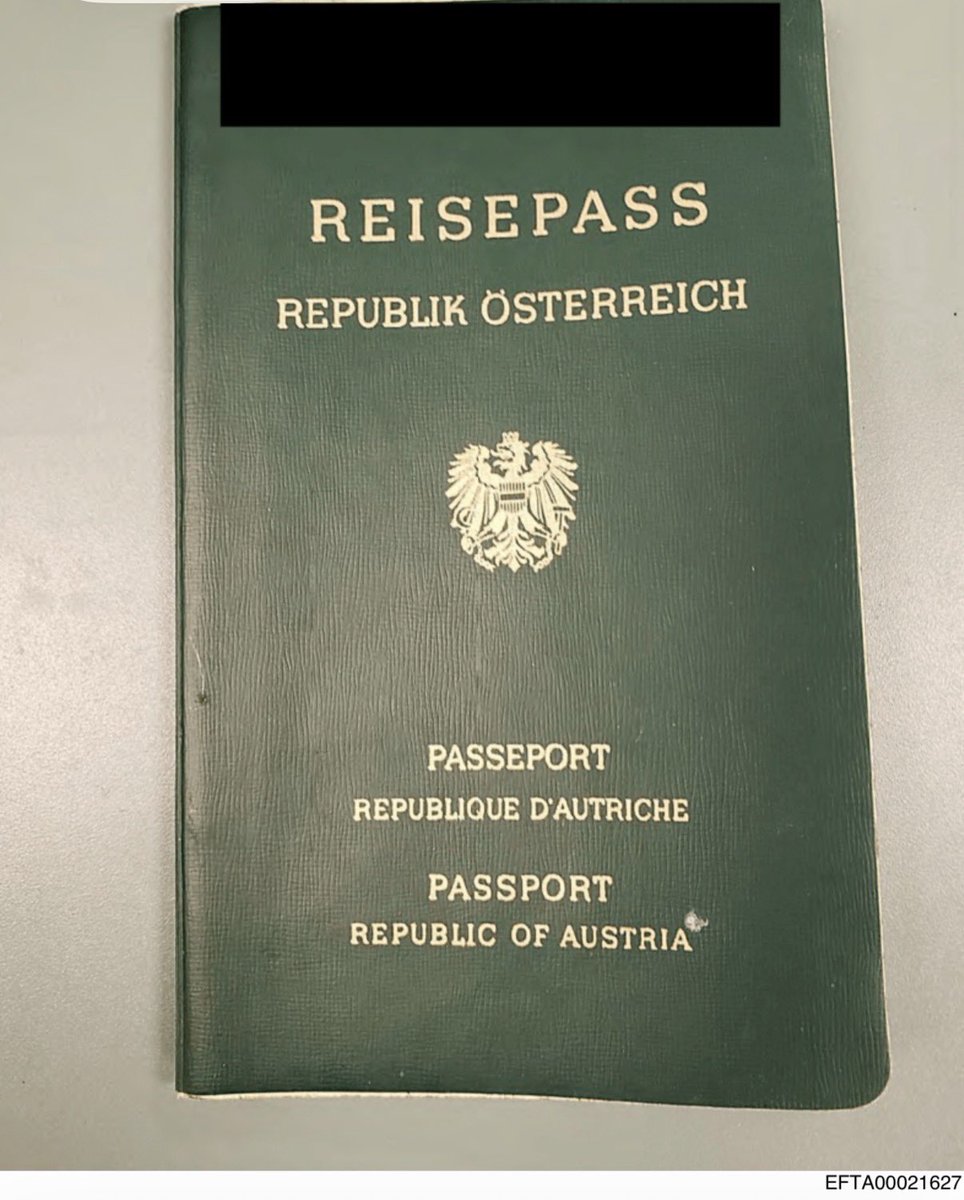 REISEPASS
REPUBLIK ÖSTERREICH
PASSEPORT
REPUBLIQUE D'AUTRICHE
PASSPORT
REPUBLIC OF AUSTRIA
EFTA00021627